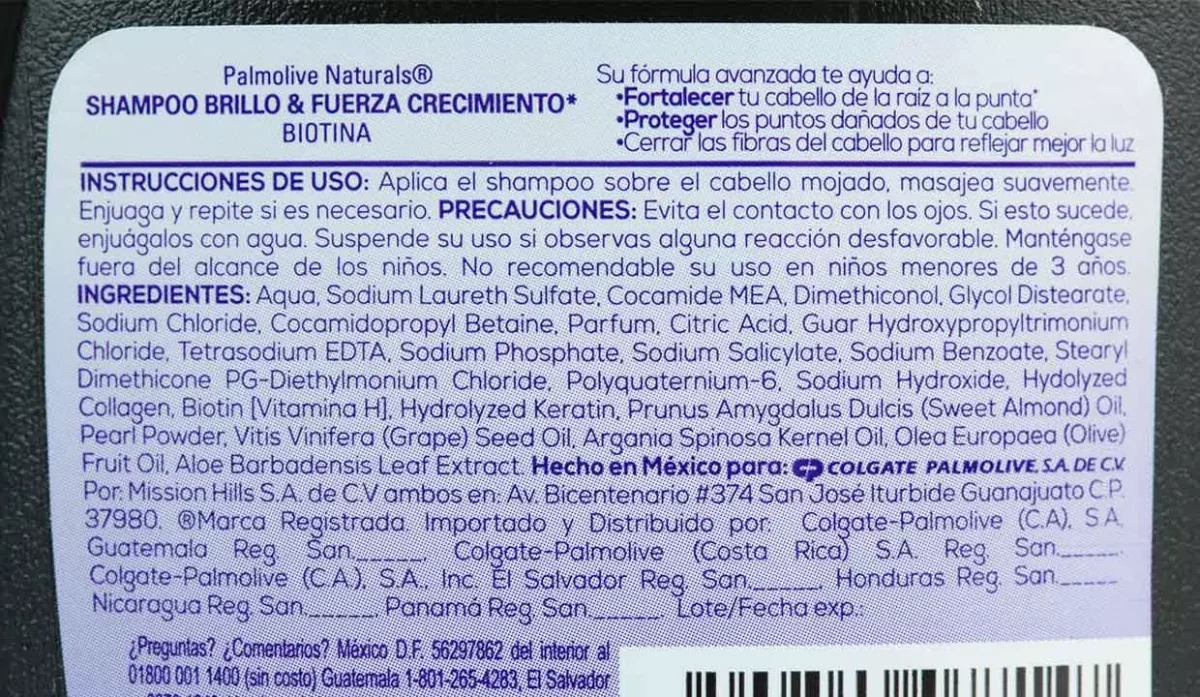 Palmolive Naturals®
SHAMPOO BRILLO & FUERZA CRECIMIENTO*
BIOTINA
Su fórmula avanzada te ayuda a:
•Fortalecer tu cabello de la raíz a la punta*
•Proteger los puntos dañados de tu cabello
•Cerrar las fibras del cabello para reflejar mejor la luz
INSTRUCCIONES DE USO: Aplica el shampoo sobre el cabello mojado, masajea suavemente.
Enjuaga y repite si es necesario. PRECAUCIONES: Evita el contacto con los ojos. Si esto sucede,
enjuágalos con agua. Suspende su uso si observas alguna reacción desfavorable. Manténgase
fuera del alcance de los niños. No recomendable su uso en niños menores de 3 años.
INGREDIENTES: Aqua, Sodium Laureth Sulfate, Cocamide MEA, Dimethiconol, Glycol Distearate,
Sodium Chloride, Cocamidopropyl Betaine, Parfum, Citric Acid, Guar Hydroxypropyltrimonium
Chloride, Tetrasodium EDTA, Sodium Phosphate, Sodium Salicylate, Sodium Benzoate, Stearyl
Dimethicone PG-Diethylmonium Chloride, Polyquaternium-6, Sodium Hydroxide, Hydolyzed
Collagen, Biotin [Vitamina H], Hydrolyzed Keratin, Prunus Amygdalus Dulcis (Sweet Almond) Oil,
Pearl Powder, Vitis Vinifera (Grape) Seed Oil, Argania Spinosa Kernel Oil, Olea Europaea (Olive)
Fruit Oil, Aloe Barbadensis Leaf Extract. Hecho en México para: CP COLGATE PALMOLIVE, S.A. DE C.V.
Por: Mission Hills S.A. de C.V ambos en: Av. Bicentenario #374 San José Iturbide Guanajuato C.P.
37980. ®Marca Registrada. Importado y Distribuido por: Colgate-Palmolive (C.A), S.A.
Guatemala Reg. San.______. Colgate-Palmolive (Costa Rica) S.A. Reg. San.______.
Colgate-Palmolive (C.A.), S.A., Inc. El Salvador Reg. San.______. Honduras Reg. San.______
Nicaragua Reg. San.______. Panamá Reg. San.______. Lote/Fecha exp.:
¿Preguntas? ¿Comentarios? México D.F. 56297862 del interior al
01800 001 1400 (sin costo) Guatemala 1-801-265-4283, El Salvador